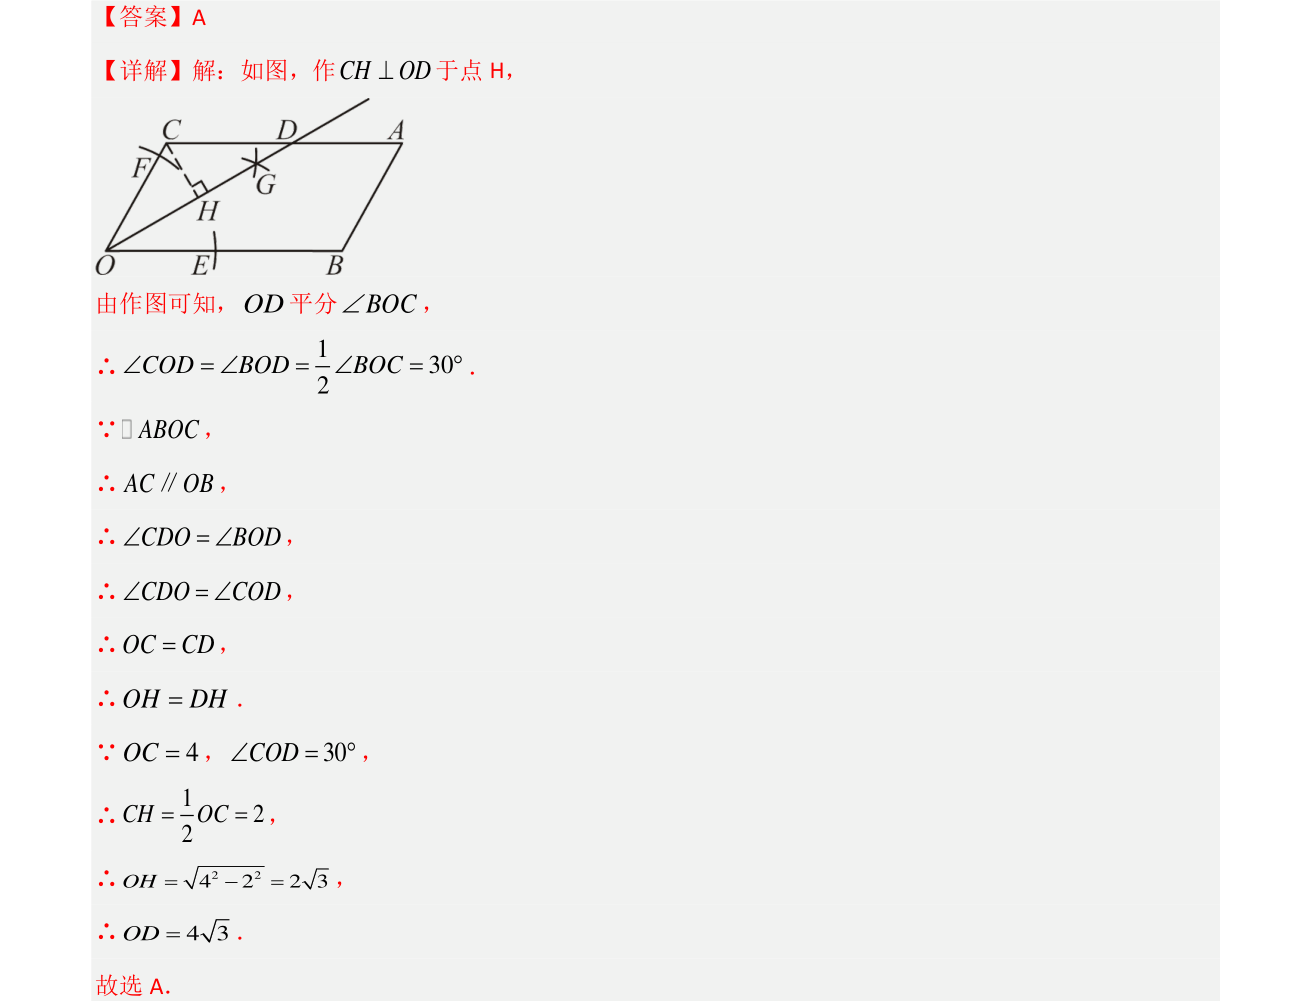 【答案】A
【详解】解：如图，作CH⊥OD于点 H，
C D A
F
G
H
O E B
由作图可知，OD平分∠BOC，
∴∠COD=∠BOD=1/2∠BOC=30°．
∵▯ABOC，
∴AC∥OB，
∴∠CDO=∠BOD，
∴∠CDO=∠COD，
∴OC=CD，
∴OH=DH．
∵OC=4，∠COD=30°，
∴CH=1/2OC=2，
∴OH=√(4²−2²)=2√3，
∴OD=4√3．
故选 A．